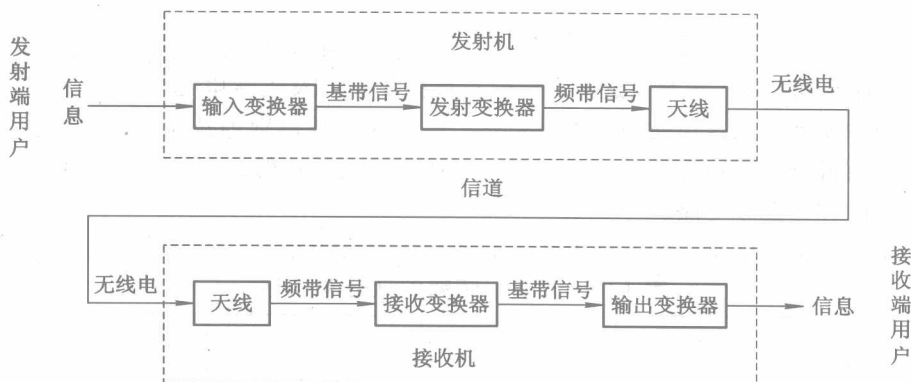 发射端用户
信息
发射机
输入变换器
基带信号
发射变换器
频带信号
天线
无线电
信道
无线电
天线
频带信号
接收变换器
基带信号
输出变换器
信息
接收机
接收端用户